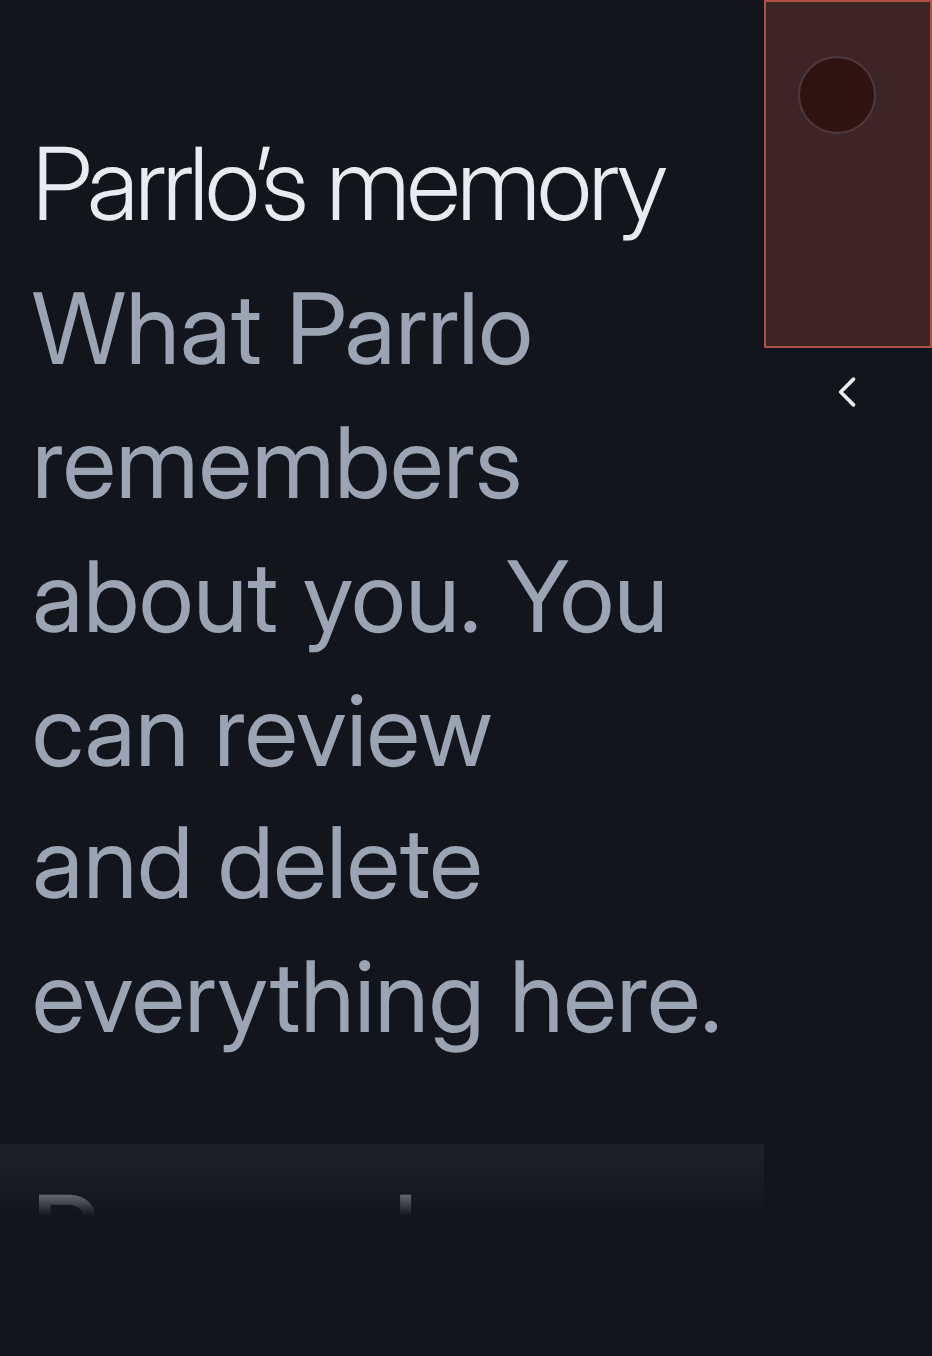 Parrlo’s memory
What Parrlo
remembers
about you. You
can review
and delete
everything here.